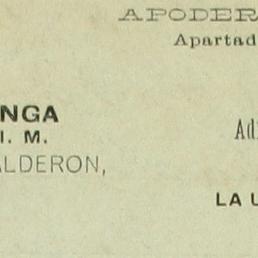 APODER
Apartad
NGA
I. M.
ALDERON,
Ad
LA U